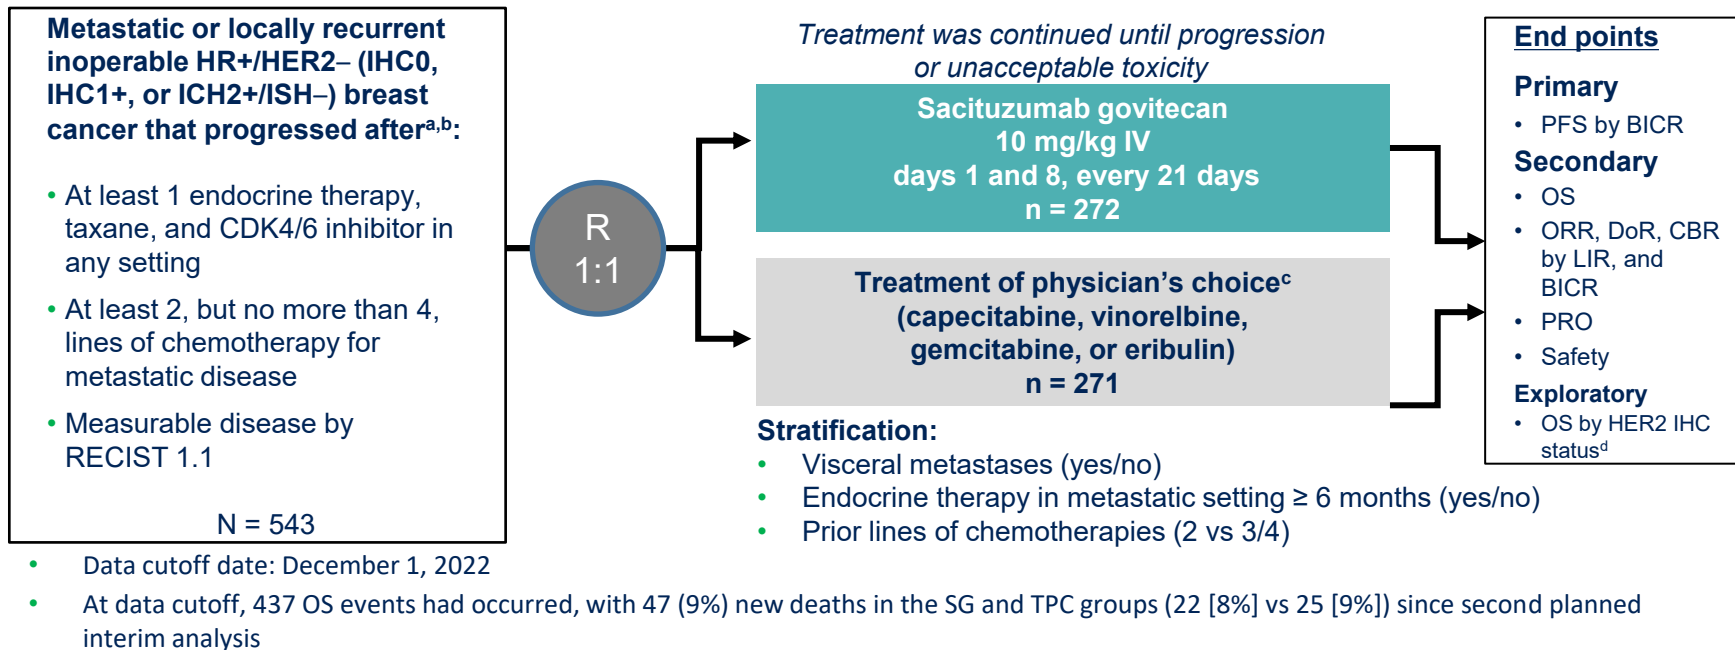 Metastatic or locally recurrent
inoperable HR+/HER2– (IHC0,
IHC1+, or ICH2+/ISH–) breast
cancer that progressed afterᵃ,ᵇ:
• At least 1 endocrine therapy,
taxane, and CDK4/6 inhibitor in
any setting
• At least 2, but no more than 4,
lines of chemotherapy for
metastatic disease
• Measurable disease by
RECIST 1.1
N = 543
R
1:1
Treatment was continued until progression
or unacceptable toxicity
Sacituzumab govitecan
10 mg/kg IV
days 1 and 8, every 21 days
n = 272
Treatment of physician’s choiceᶜ
(capecitabine, vinorelbine,
gemcitabine, or eribulin)
n = 271
Stratification:
• Visceral metastases (yes/no)
• Endocrine therapy in metastatic setting ≥ 6 months (yes/no)
• Prior lines of chemotherapies (2 vs 3/4)
End points
Primary
• PFS by BICR
Secondary
• OS
• ORR, DoR, CBR
by LIR, and
BICR
• PRO
• Safety
Exploratory
• OS by HER2 IHC
statusᵈ
• Data cutoff date: December 1, 2022
• At data cutoff, 437 OS events had occurred, with 47 (9%) new deaths in the SG and TPC groups (22 [8%] vs 25 [9%]) since second planned
interim analysis